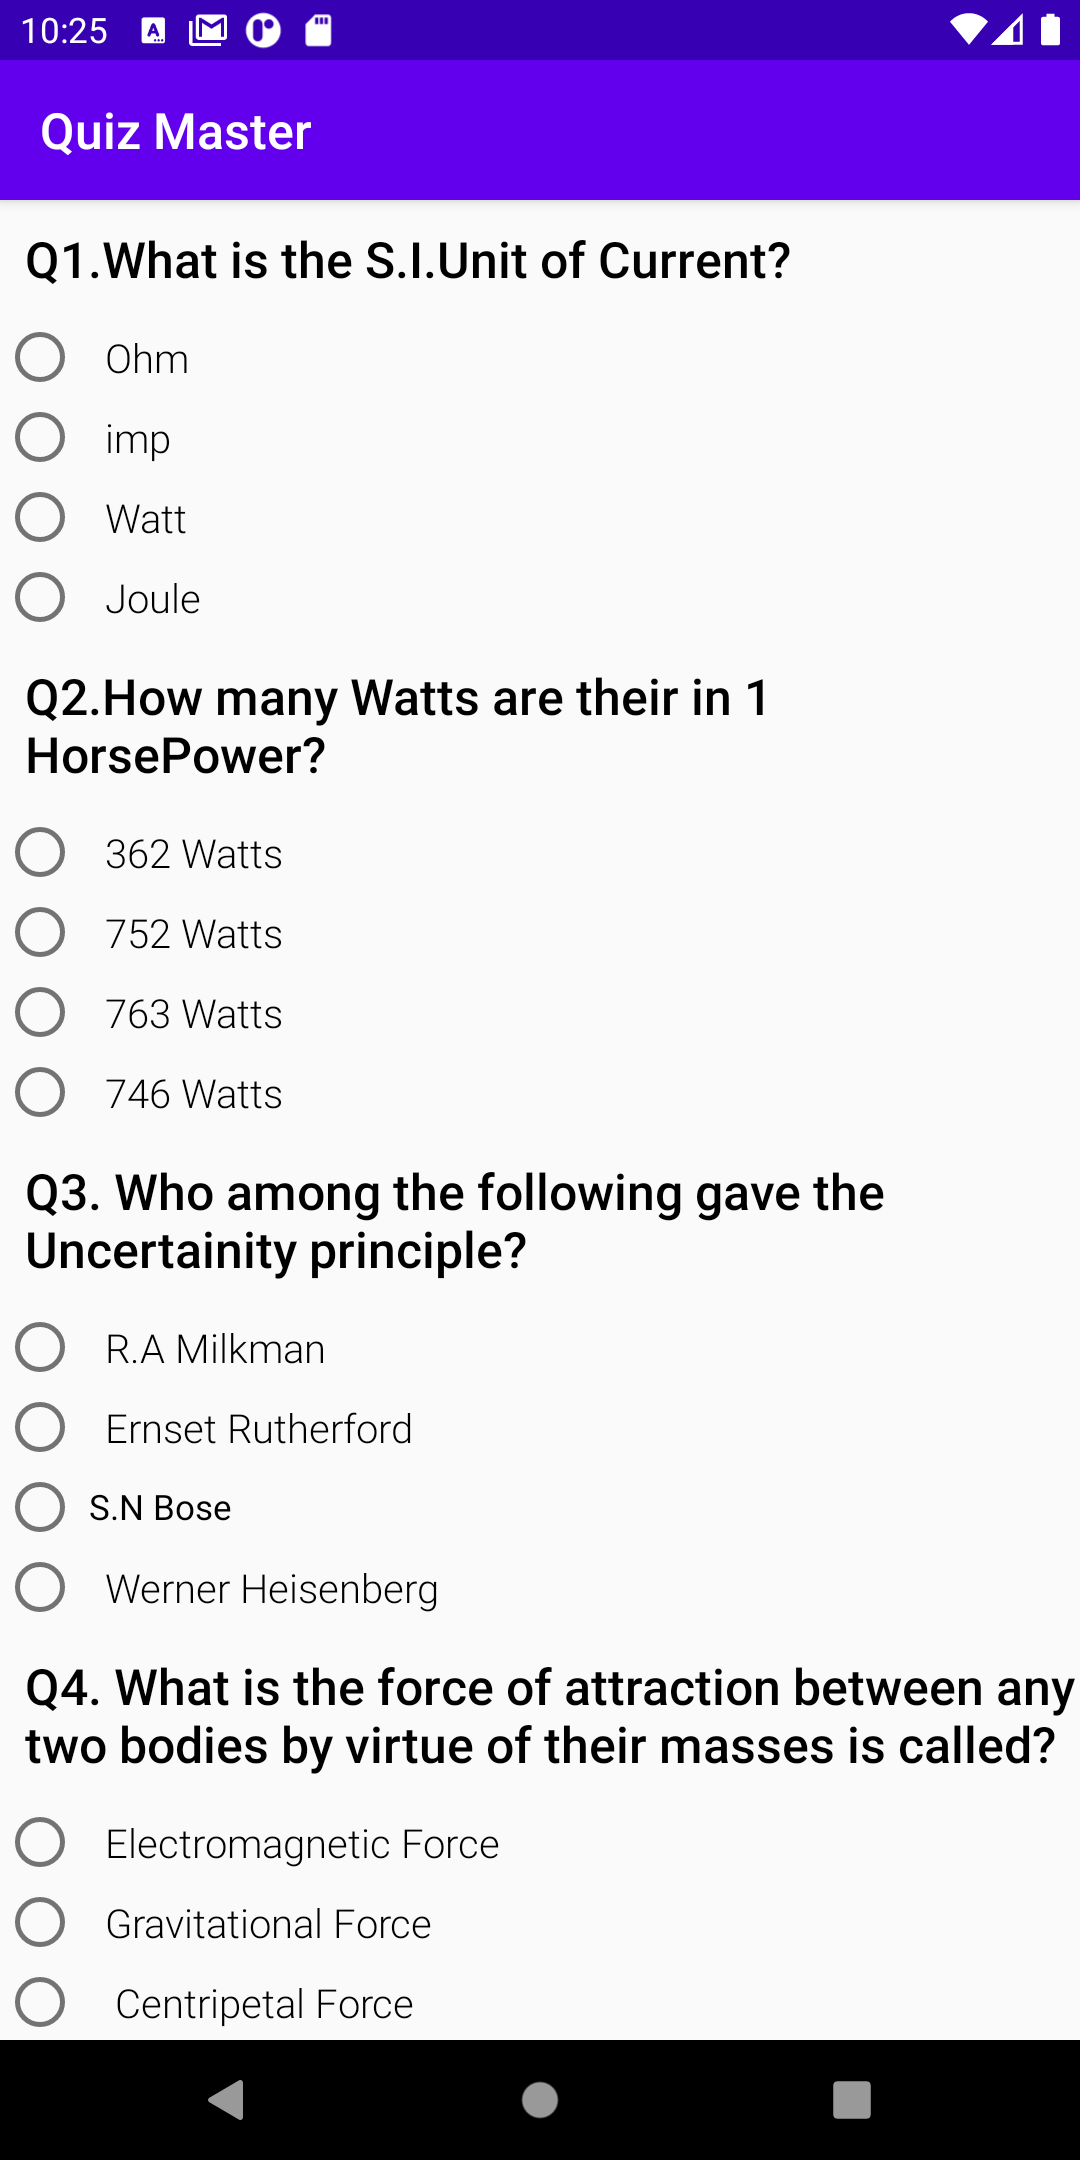 10:25
Quiz Master
Q1.What is the S.I.Unit of Current?
Ohm
imp
Watt
Joule
Q2.How many Watts are their in 1
HorsePower?
362 Watts
752 Watts
763 Watts
746 Watts
Q3. Who among the following gave the
Uncertainity principle?
R.A Milkman
Ernset Rutherford
S.N Bose
Werner Heisenberg
Q4. What is the force of attraction between any
two bodies by virtue of their masses is called?
Electromagnetic Force
Gravitational Force
Centripetal Force